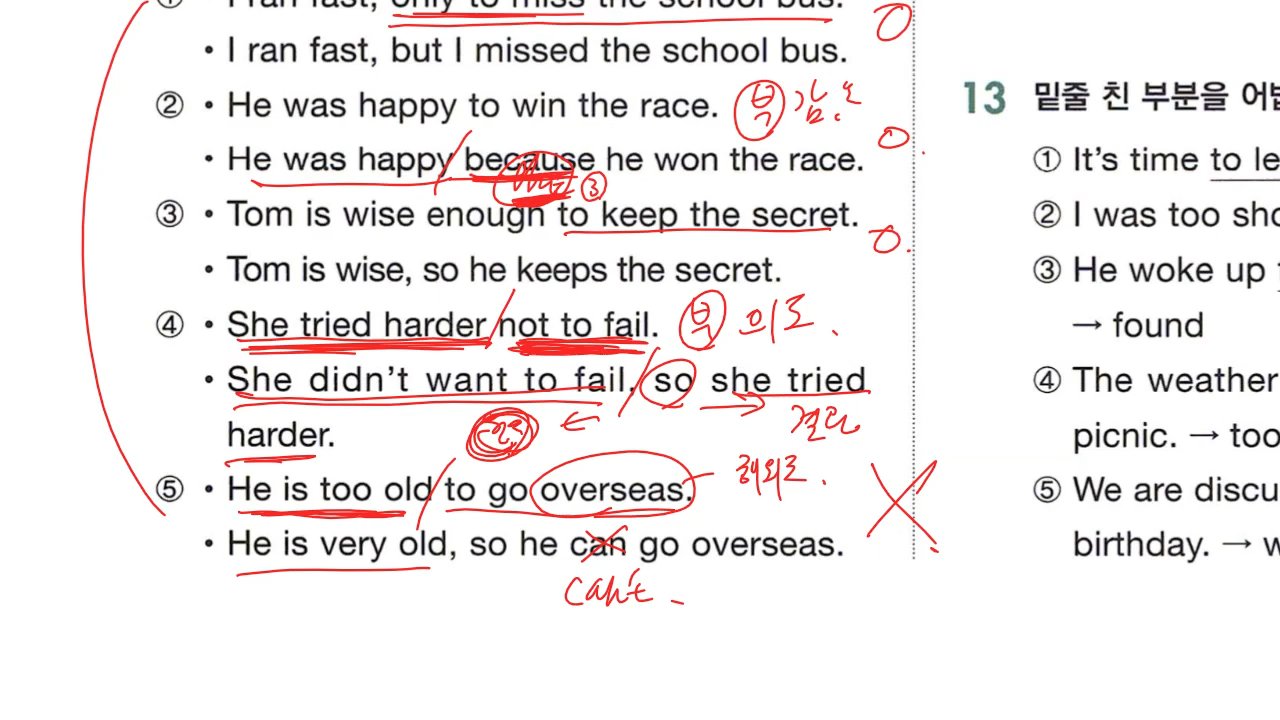 ① I ran fast, only to miss the school bus.
• I ran fast, but I missed the school bus.
② • He was happy to win the race. 부
• He was happy because he won the race.
③
③ • Tom is wise enough to keep the secret.
• Tom is wise, so he keeps the secret.
④ • She tried harder not to fail. 부 의도.
• She didn't want to fail, so she tried
harder. 결과
⑤ • He is too old to go overseas. 해외로.
• He is very old, so he can go overseas.
can't
13 밑줄 친 부분을 어법
① It's time to le
② I was too sho
③ He woke up
→ found
④ The weather
picnic. → too
⑤ We are discu
birthday. → w